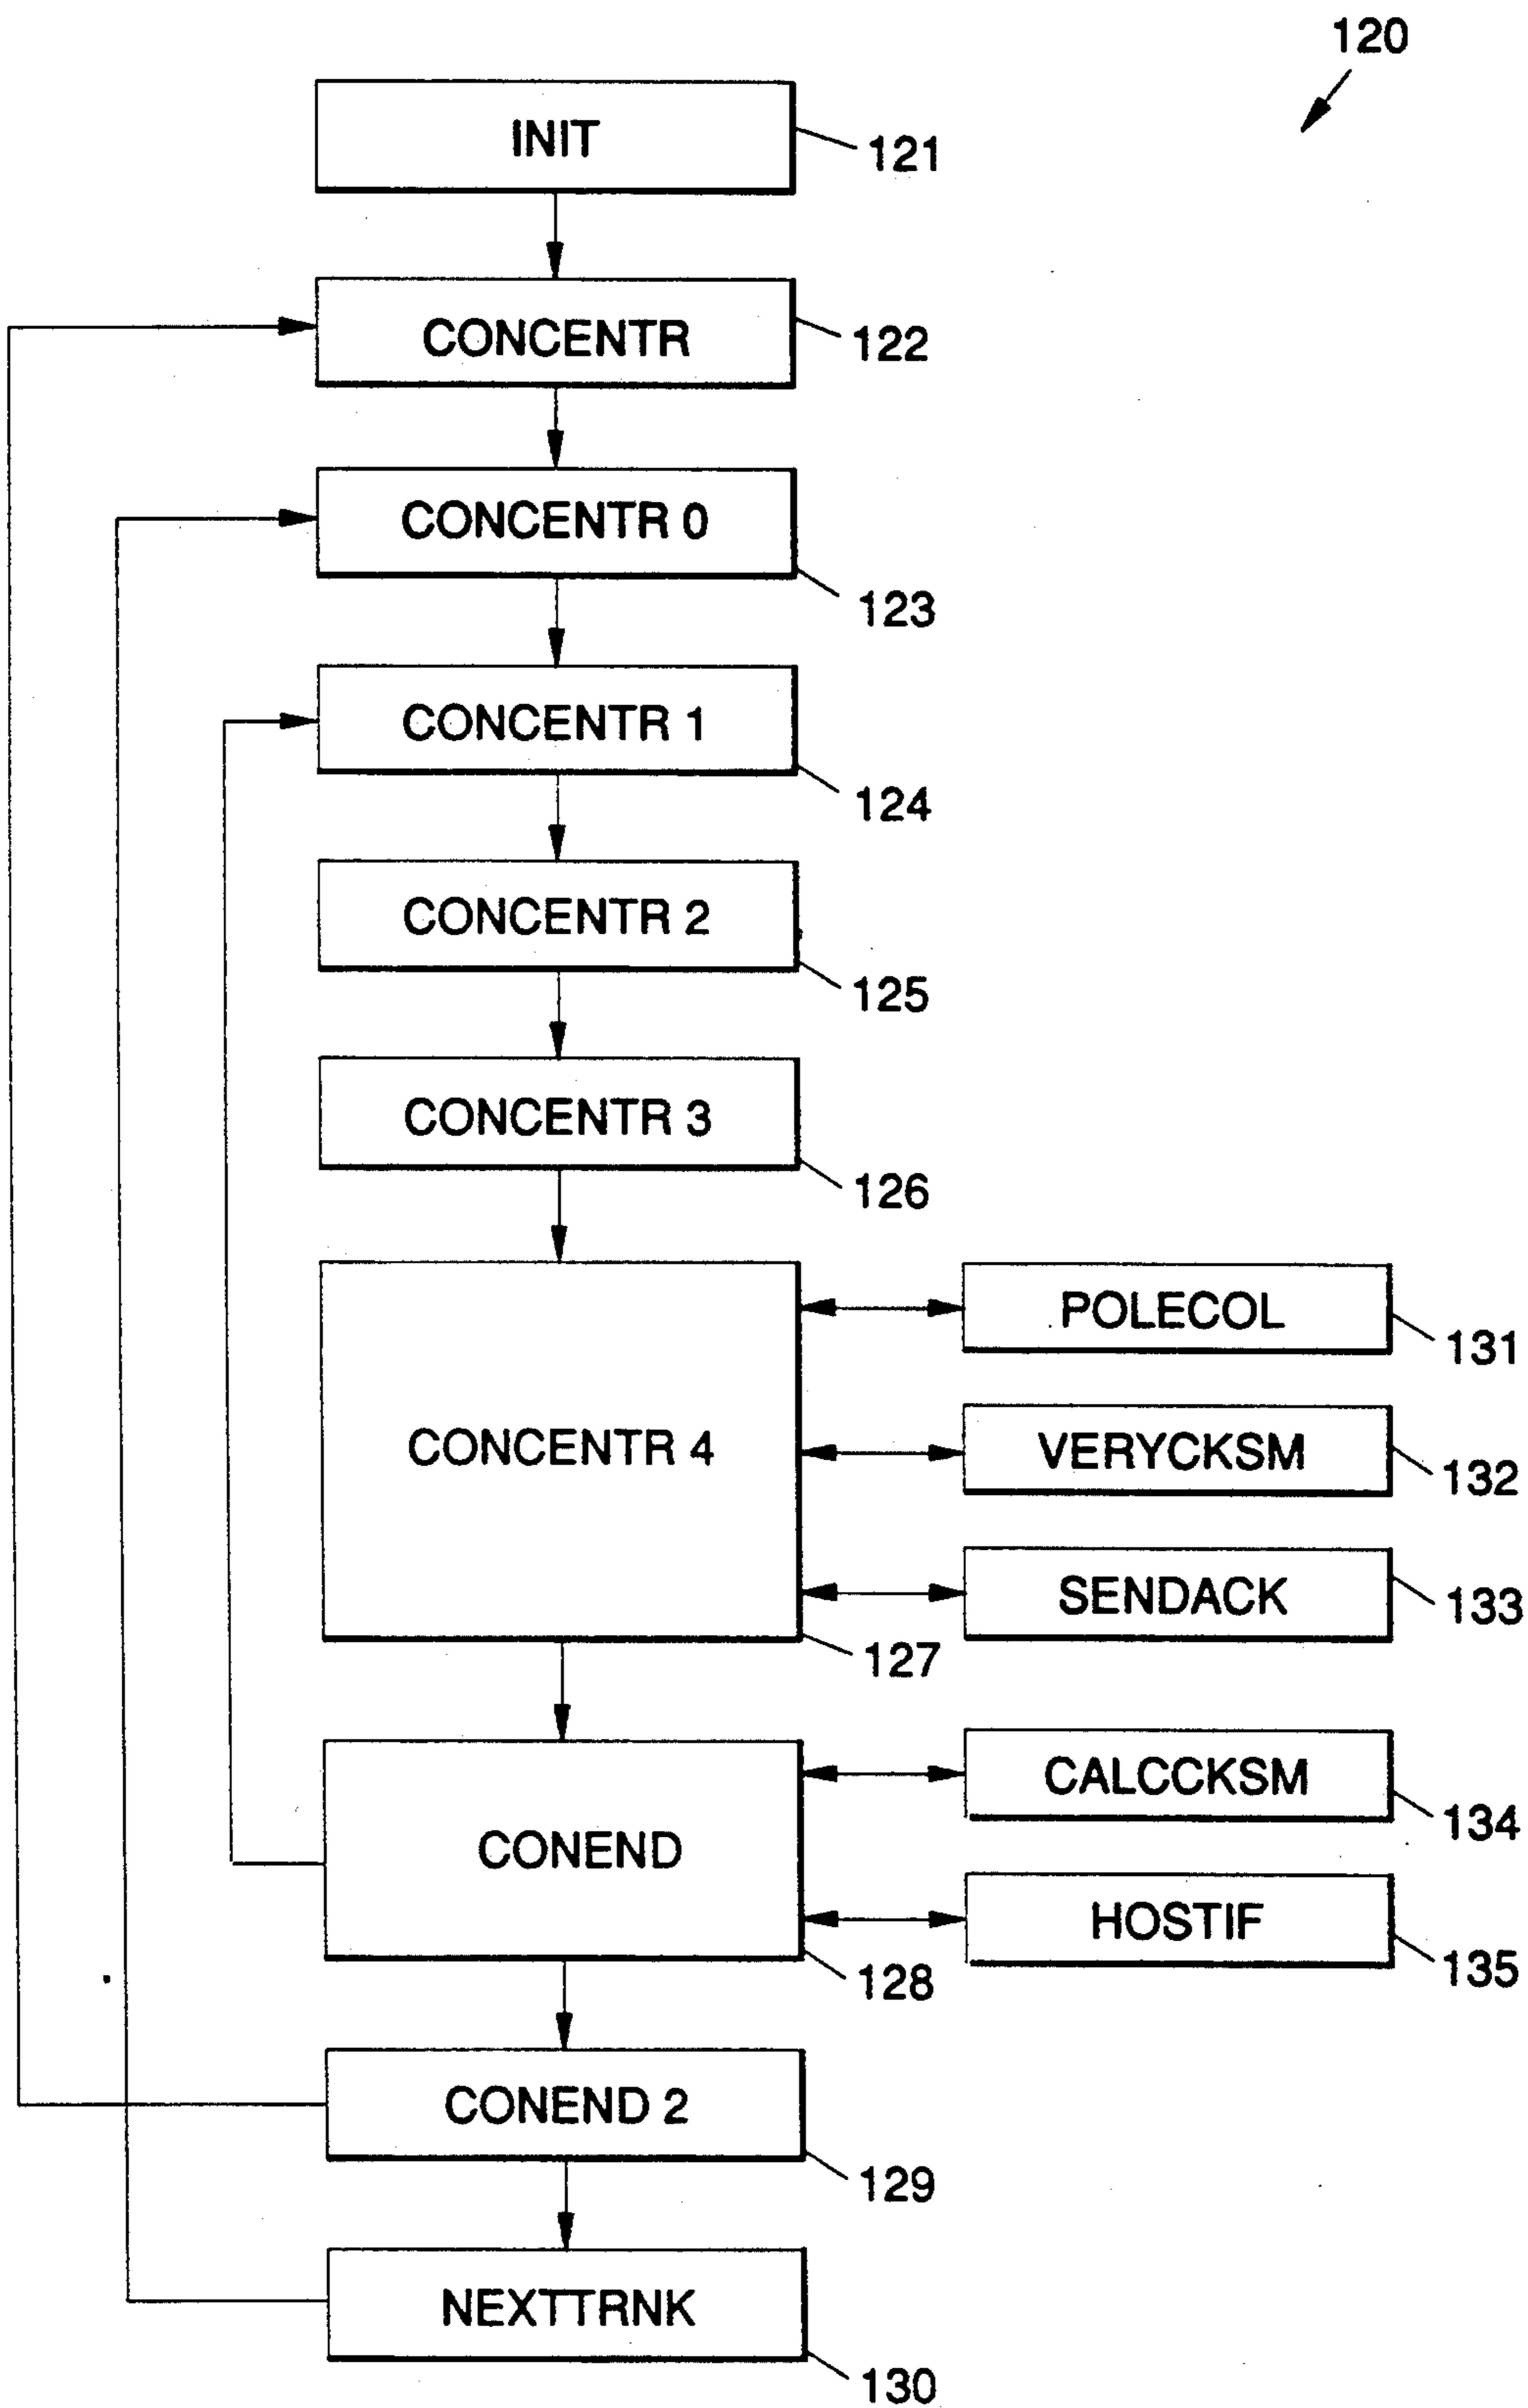 120
INIT
121
CONCENTR
122
CONCENTR 0
123
CONCENTR 1
124
CONCENTR 2
125
CONCENTR 3
126
CONCENTR 4
127
POLECOL
131
VERYCKSM
132
SENDACK
133
CONEND
128
CALCCKSM
134
HOSTIF
135
CONEND 2
129
NEXTTRNK
130